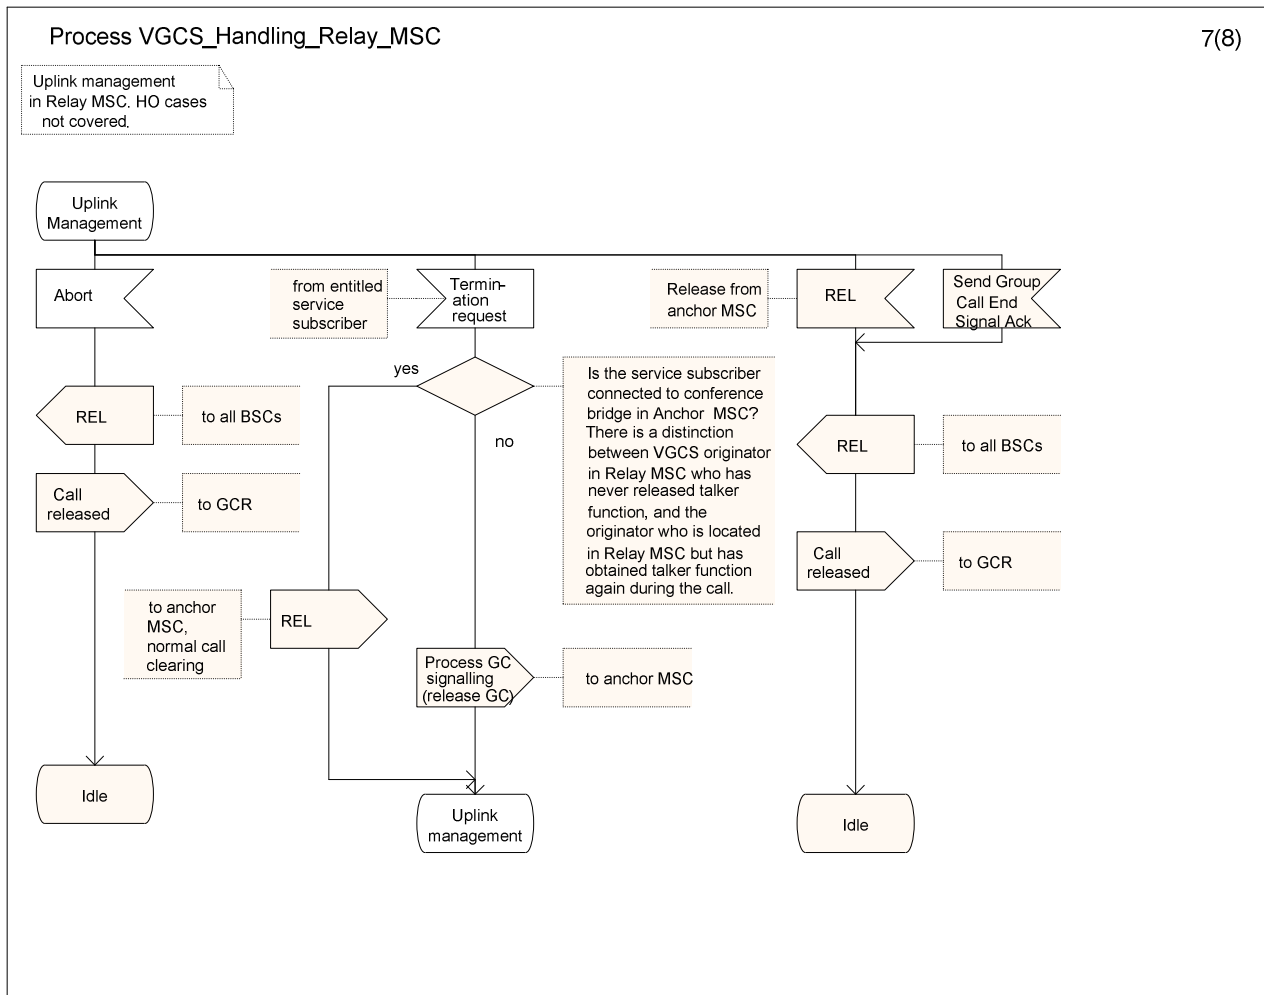 Process VGCS_Handling_Relay_MSC
7(8)
Uplink management
in Relay MSC. HO cases
not covered.
Uplink
Management
Abort
from entitled
service
subscriber
Termin-
ation
request
Release from
anchor MSC
REL
Send Group
Call End
Signal Ack
yes
no
Is the service subscriber
connected to conference
bridge in Anchor MSC?
There is a distinction
between VGCS originator
in Relay MSC who has
never released talker
function, and the
originator who is located
in Relay MSC but has
obtained talker function
again during the call.
REL
to all BSCs
REL
to all BSCs
Call
released
to GCR
Call
released
to GCR
to anchor
MSC,
normal call
clearing
REL
Process GC
signalling
(release GC)
to anchor MSC
Idle
Uplink
management
Idle